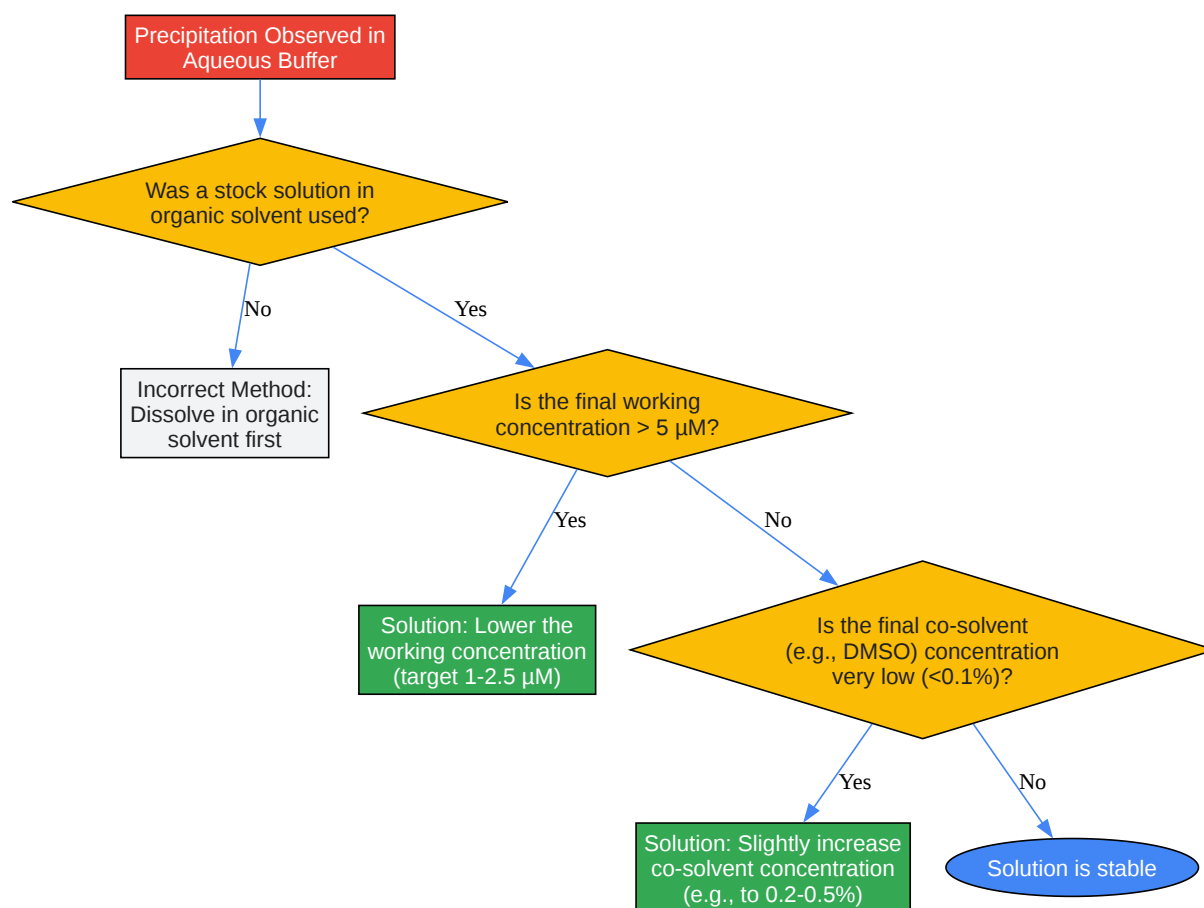 Precipitation Observed in
Aqueous Buffer
Was a stock solution in
organic solvent used?
No
Yes
Incorrect Method:
Dissolve in organic
solvent first
Is the final working
concentration > 5 µM?
Yes
No
Solution: Lower the
working concentration
(target 1-2.5 µM)
Is the final co-solvent
(e.g., DMSO) concentration
very low (<0.1%)?
Yes
No
Solution: Slightly increase
co-solvent concentration
(e.g., to 0.2-0.5%)
Solution is stable